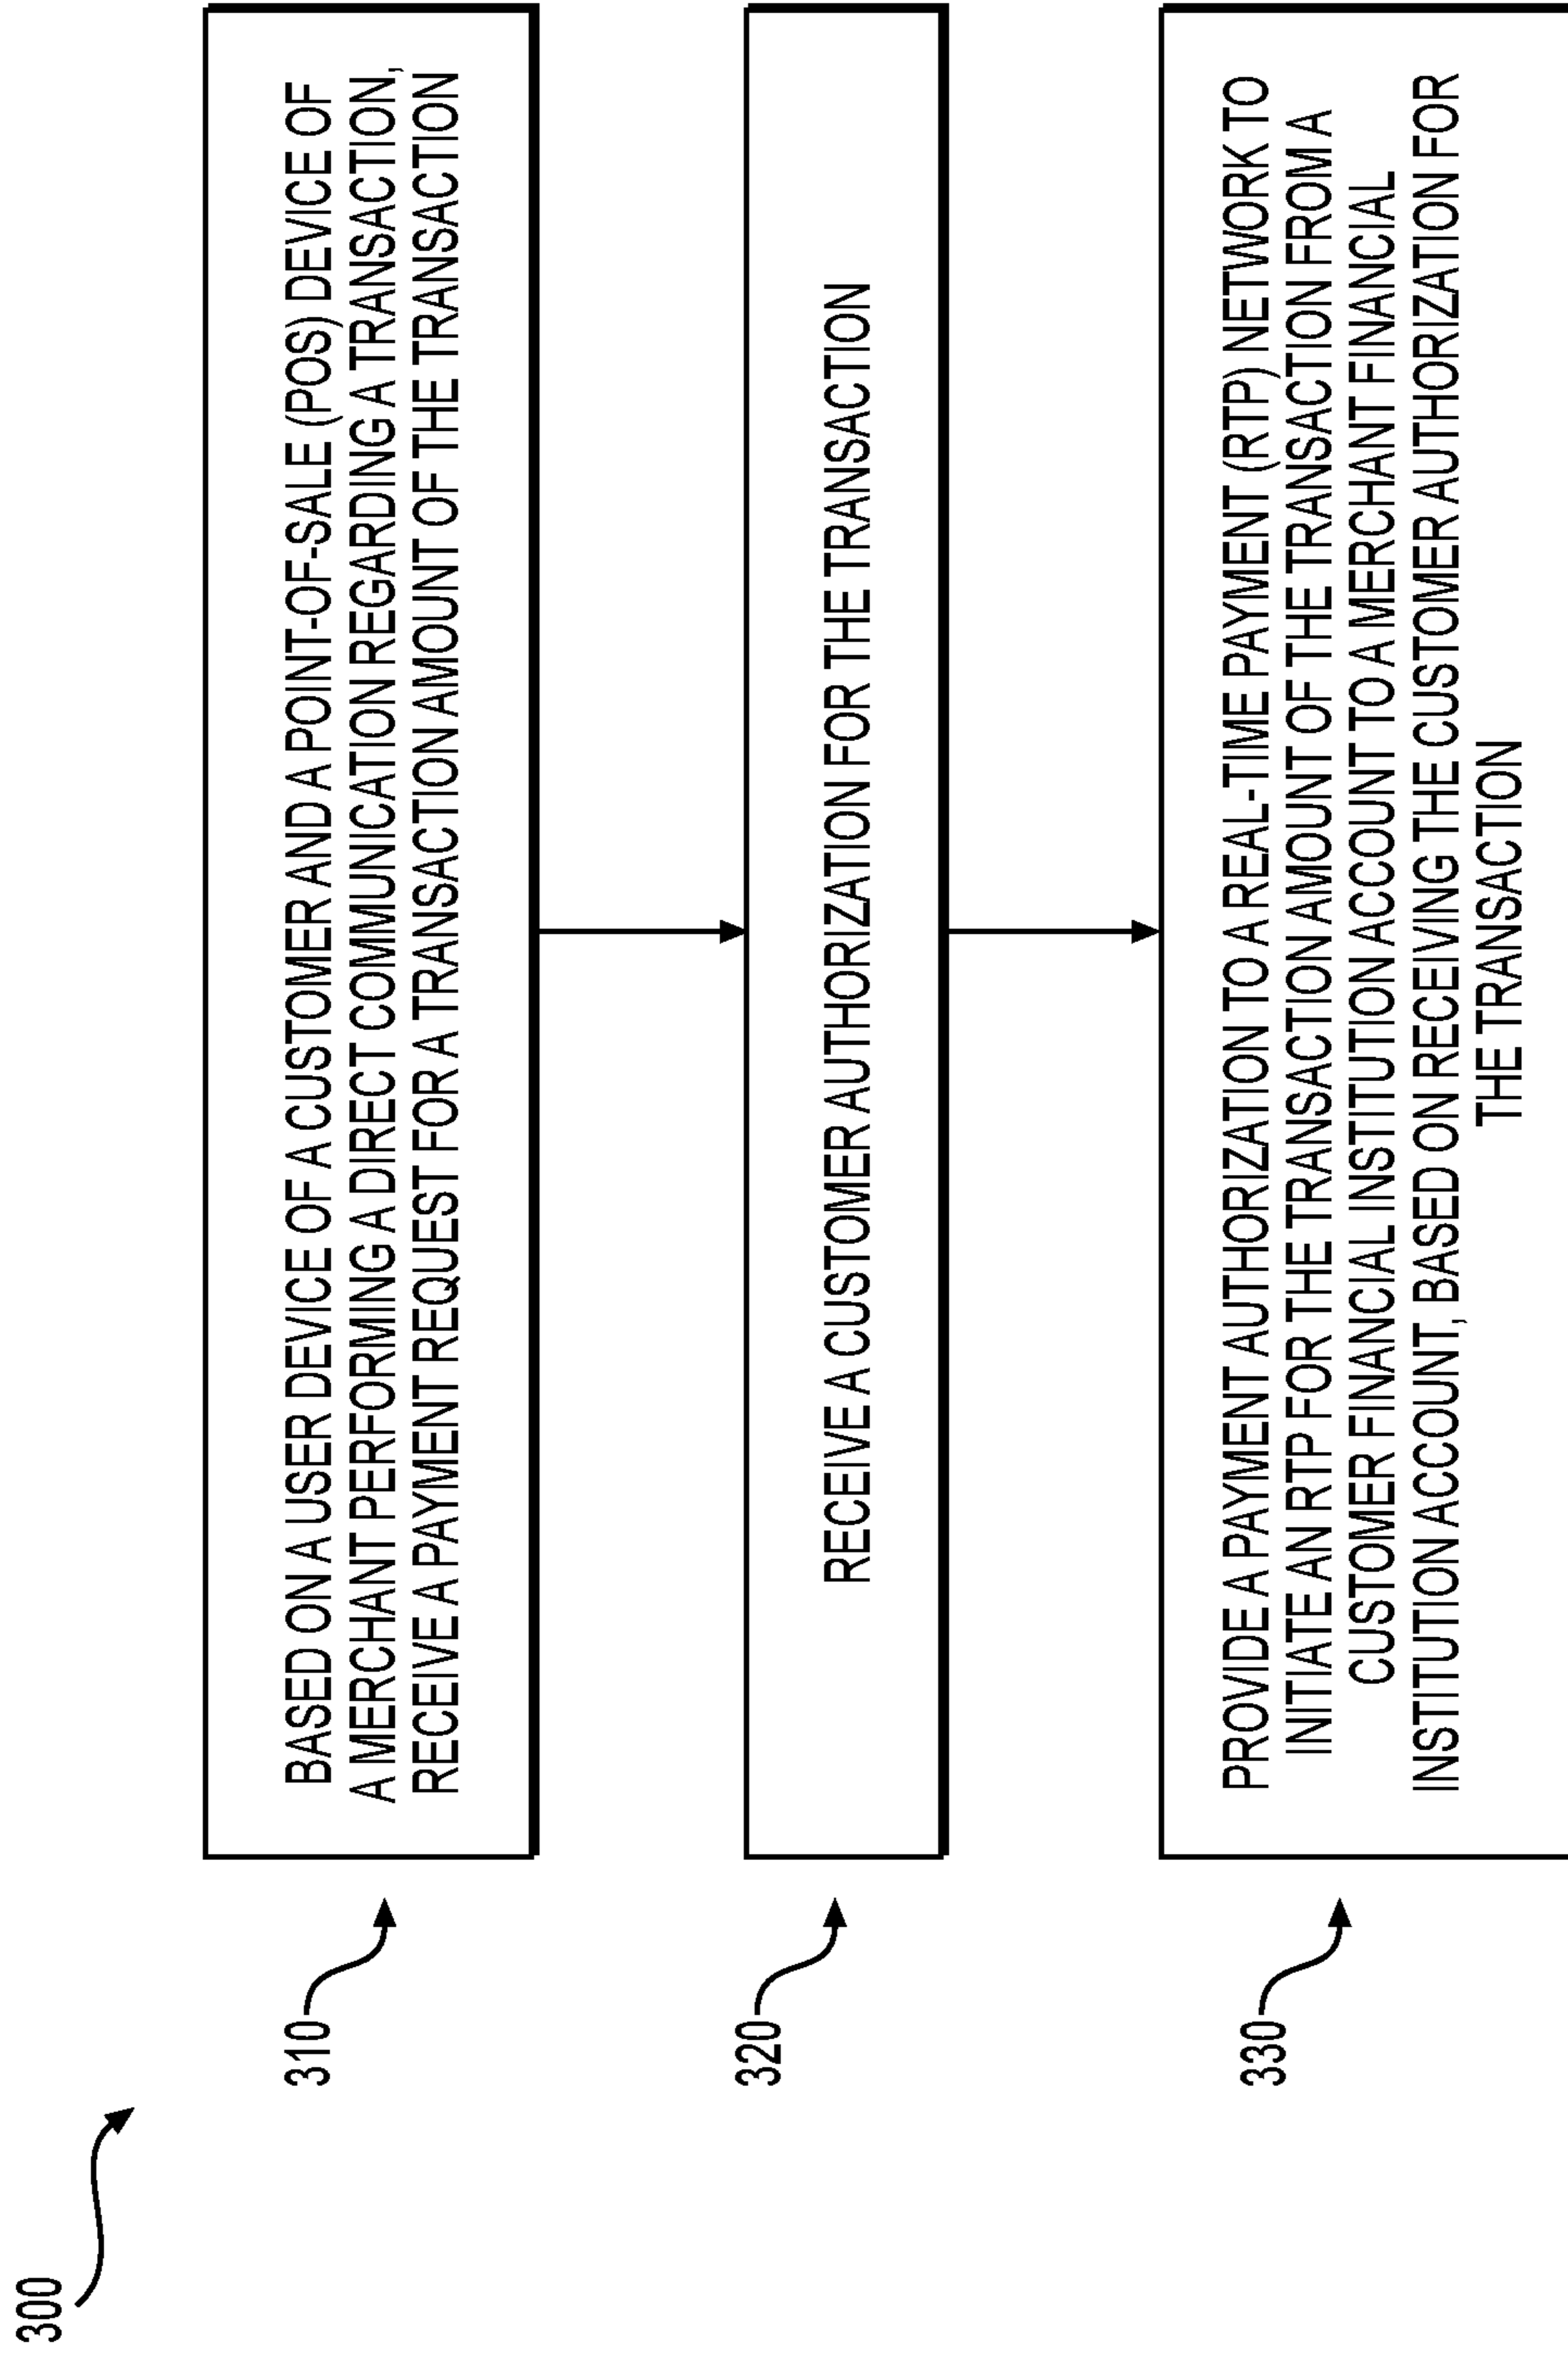 300
310
BASED ON A USER DEVICE OF A CUSTOMER AND A POINT-OF-SALE (POS) DEVICE OF
A MERCHANT PERFORMING A DIRECT COMMUNICATION REGARDING A TRANSACTION,
RECEIVE A PAYMENT REQUEST FOR A TRANSACTION AMOUNT OF THE TRANSACTION
320
RECEIVE A CUSTOMER AUTHORIZATION FOR THE TRANSACTION
330
PROVIDE A PAYMENT AUTHORIZATION TO A REAL-TIME PAYMENT (RTP) NETWORK TO
INITIATE AN RTP FOR THE TRANSACTION AMOUNT OF THE TRANSACTION FROM A
CUSTOMER FINANCIAL INSTITUTION ACCOUNT TO A MERCHANT FINANCIAL
INSTITUTION ACCOUNT, BASED ON RECEIVING THE CUSTOMER AUTHORIZATION FOR
THE TRANSACTION